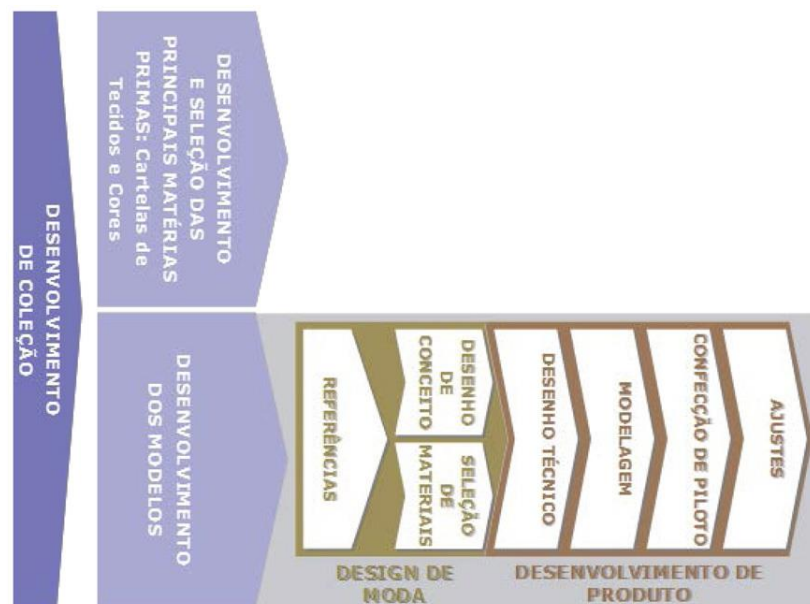 DESENVOLVIMENTO
DE COLEÇÃO
DESENVOLVIMENTO
E SELEÇÃO DAS
PRINCIPAIS MATÉRIAS
PRIMAS: Cartelas de
Tecidos e Cores
DESENVOLVIMENTO
DOS MODELOS
REFERÊNCIAS
DESENHO
DE
CONCEITO
SELEÇÃO
DE
MATERIAIS
DESENHO TÉCNICO
MODELAGEM
CONFECÇÃO DE PILOTO
AJUSTES
DESIGN DE
MODA
DESENVOLVIMENTO DE
PRODUTO